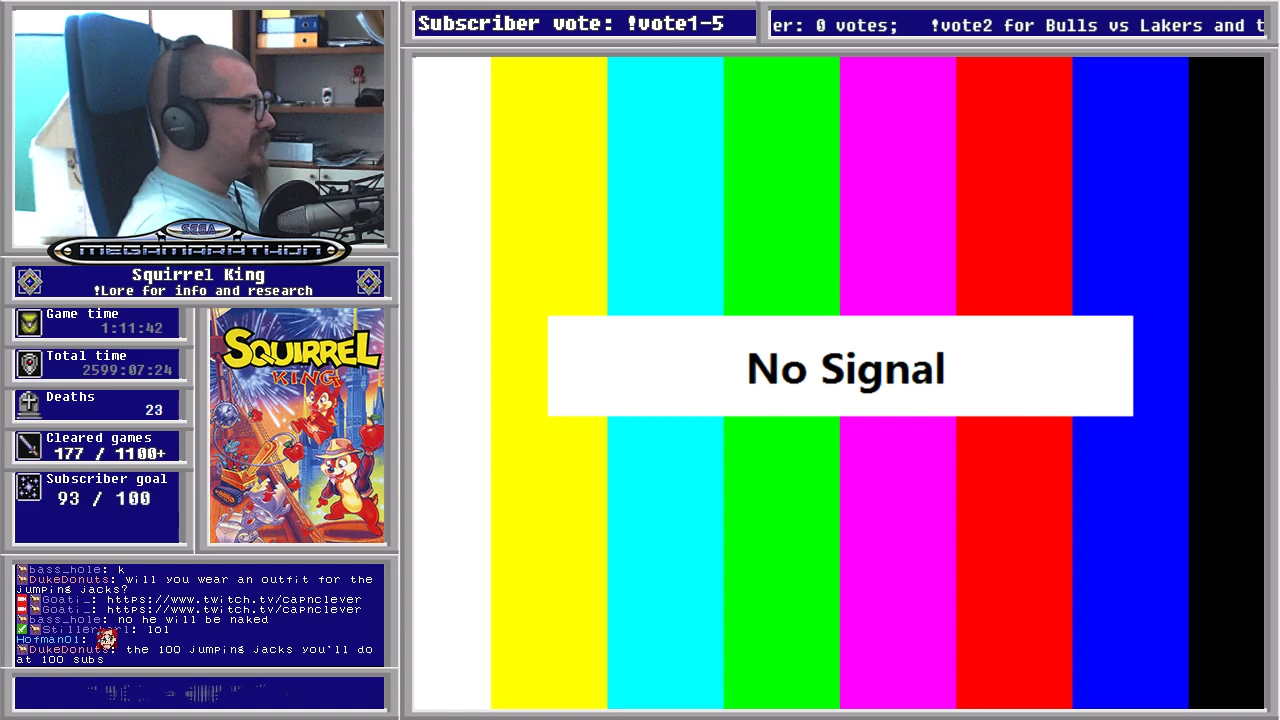 Subscriber vote: !vote1-5
er: 0 votes; !vote2 for Bulls vs Lakers and t
SEGA
MEGAMARATHON
Squirrel King
!Lore for info and research
Game time
1:11:42
Total time
2599:07:24
Deaths
23
Cleared games
177 / 1100+
Subscriber goal
93 / 100
SQUIRREL
KING
No Signal
bass_hole: k
DukeDonuts: will you wear an outfit for the
jumping jacks?
Goati_: https://www.twitch.tv/capnclever
Goati_: https://www.twitch.tv/capnclever
bass_hole: no he will be naked
lol
Hofman01:
DukeDonuts: the 100 jumping jacks you'll do
at 100 subs